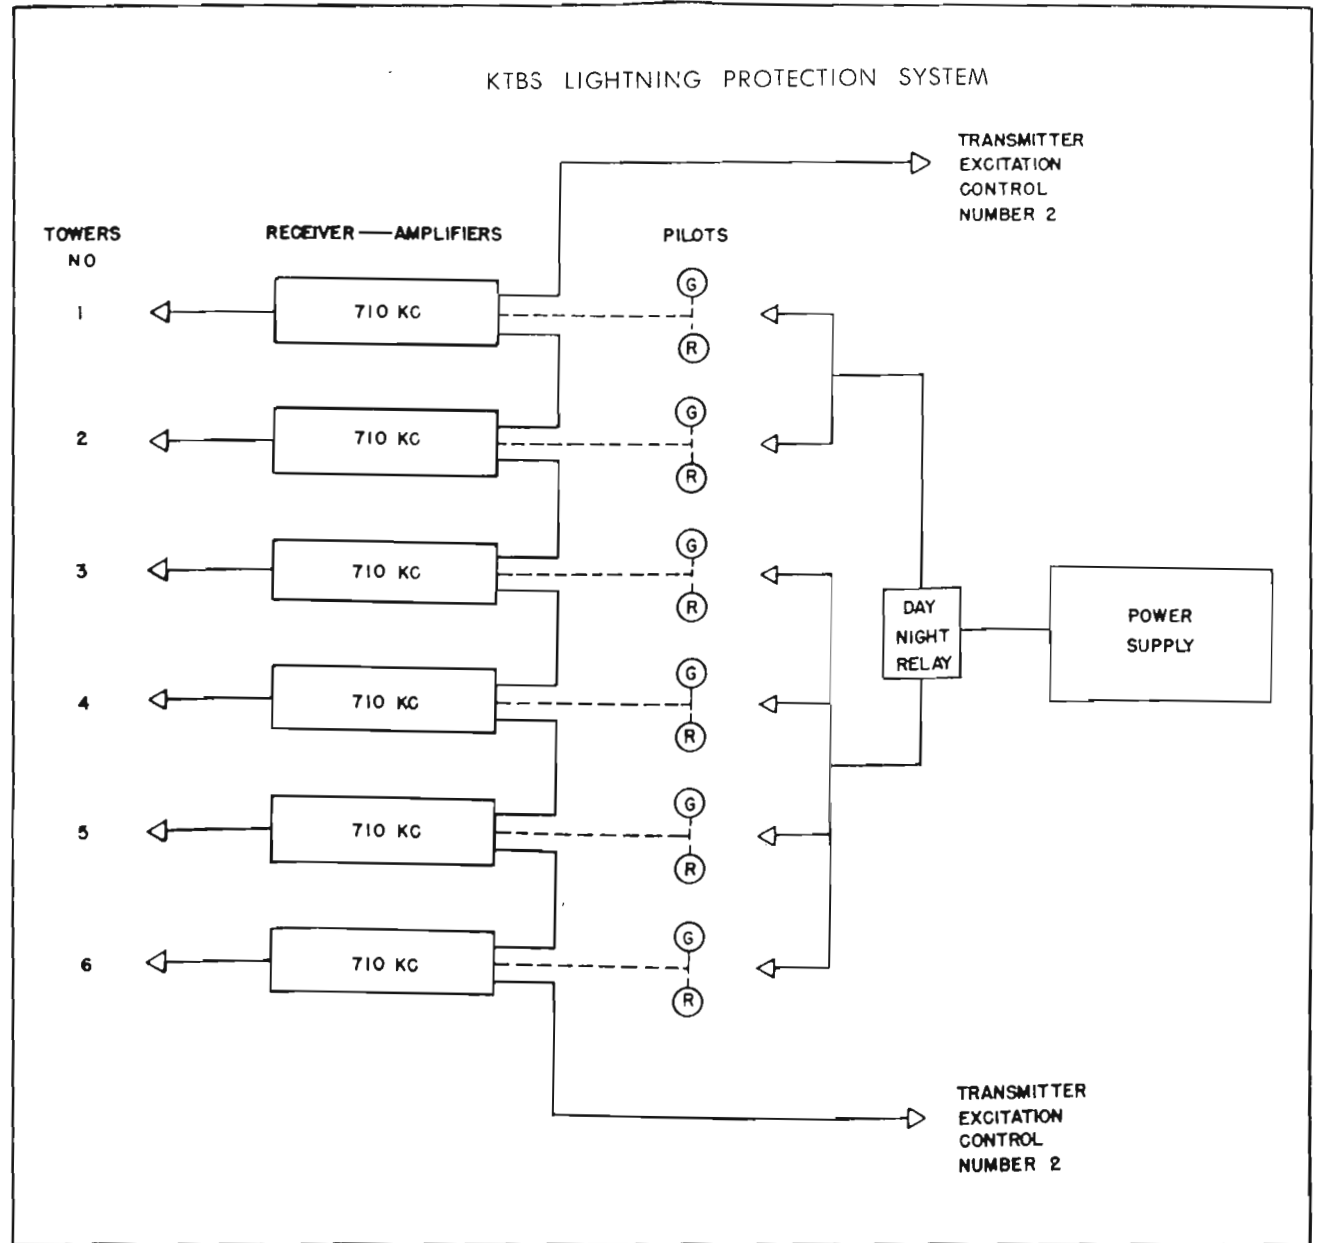 KTBS LIGHTNING PROTECTION SYSTEM
TRANSMITTER
EXCITATION
CONTROL
NUMBER 2
TOWERS
NO
RECEIVER — AMPLIFIERS
PILOTS
1
710 KC
G
R
2
710 KC
G
R
3
710 KC
G
R
4
710 KC
G
R
5
710 KC
G
R
6
710 KC
G
R
DAY
NIGHT
RELAY
POWER
SUPPLY
TRANSMITTER
EXCITATION
CONTROL
NUMBER 2